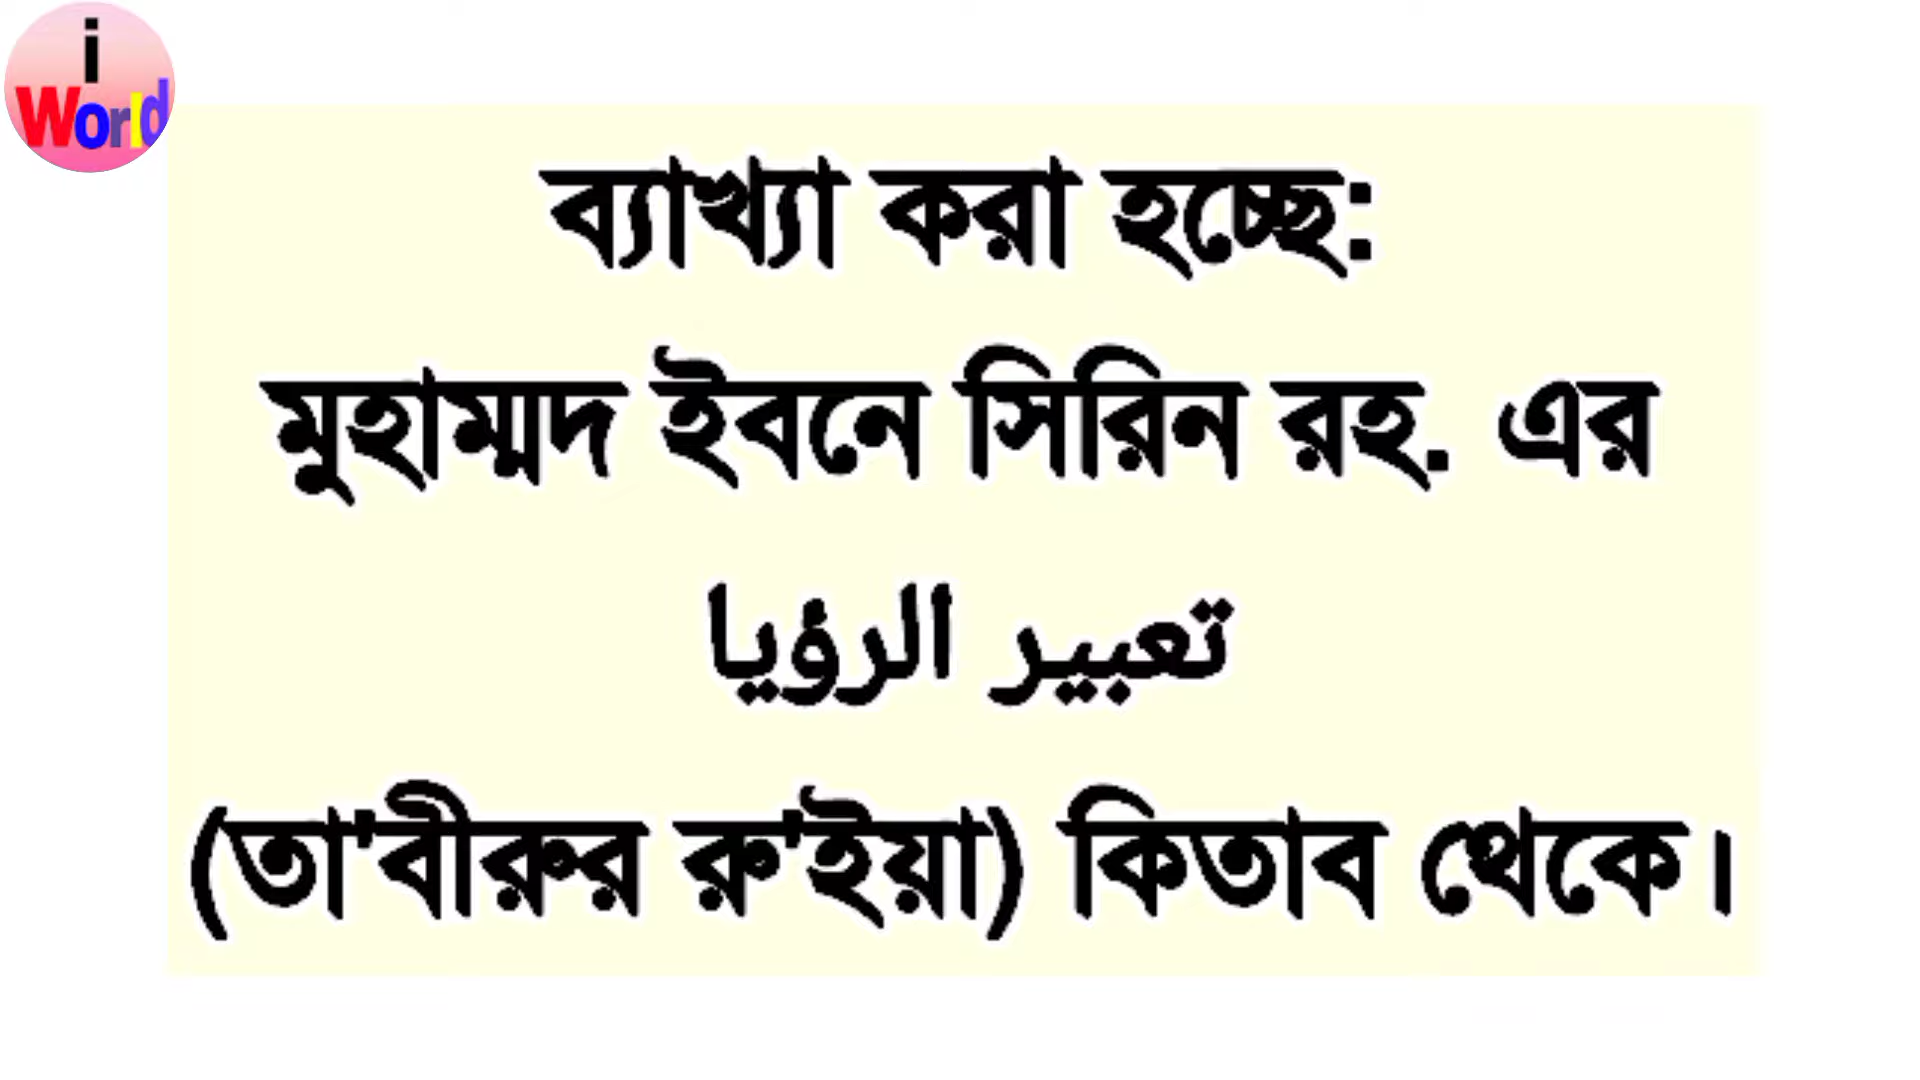 i
World
ব্যাখ্যা করা হচ্ছে:
মুহাম্মদ ইবনে সিরিন রহ. এর
تعبير الرؤيا
(তা'বীরুর রু'ইয়া) কিতাব থেকে।